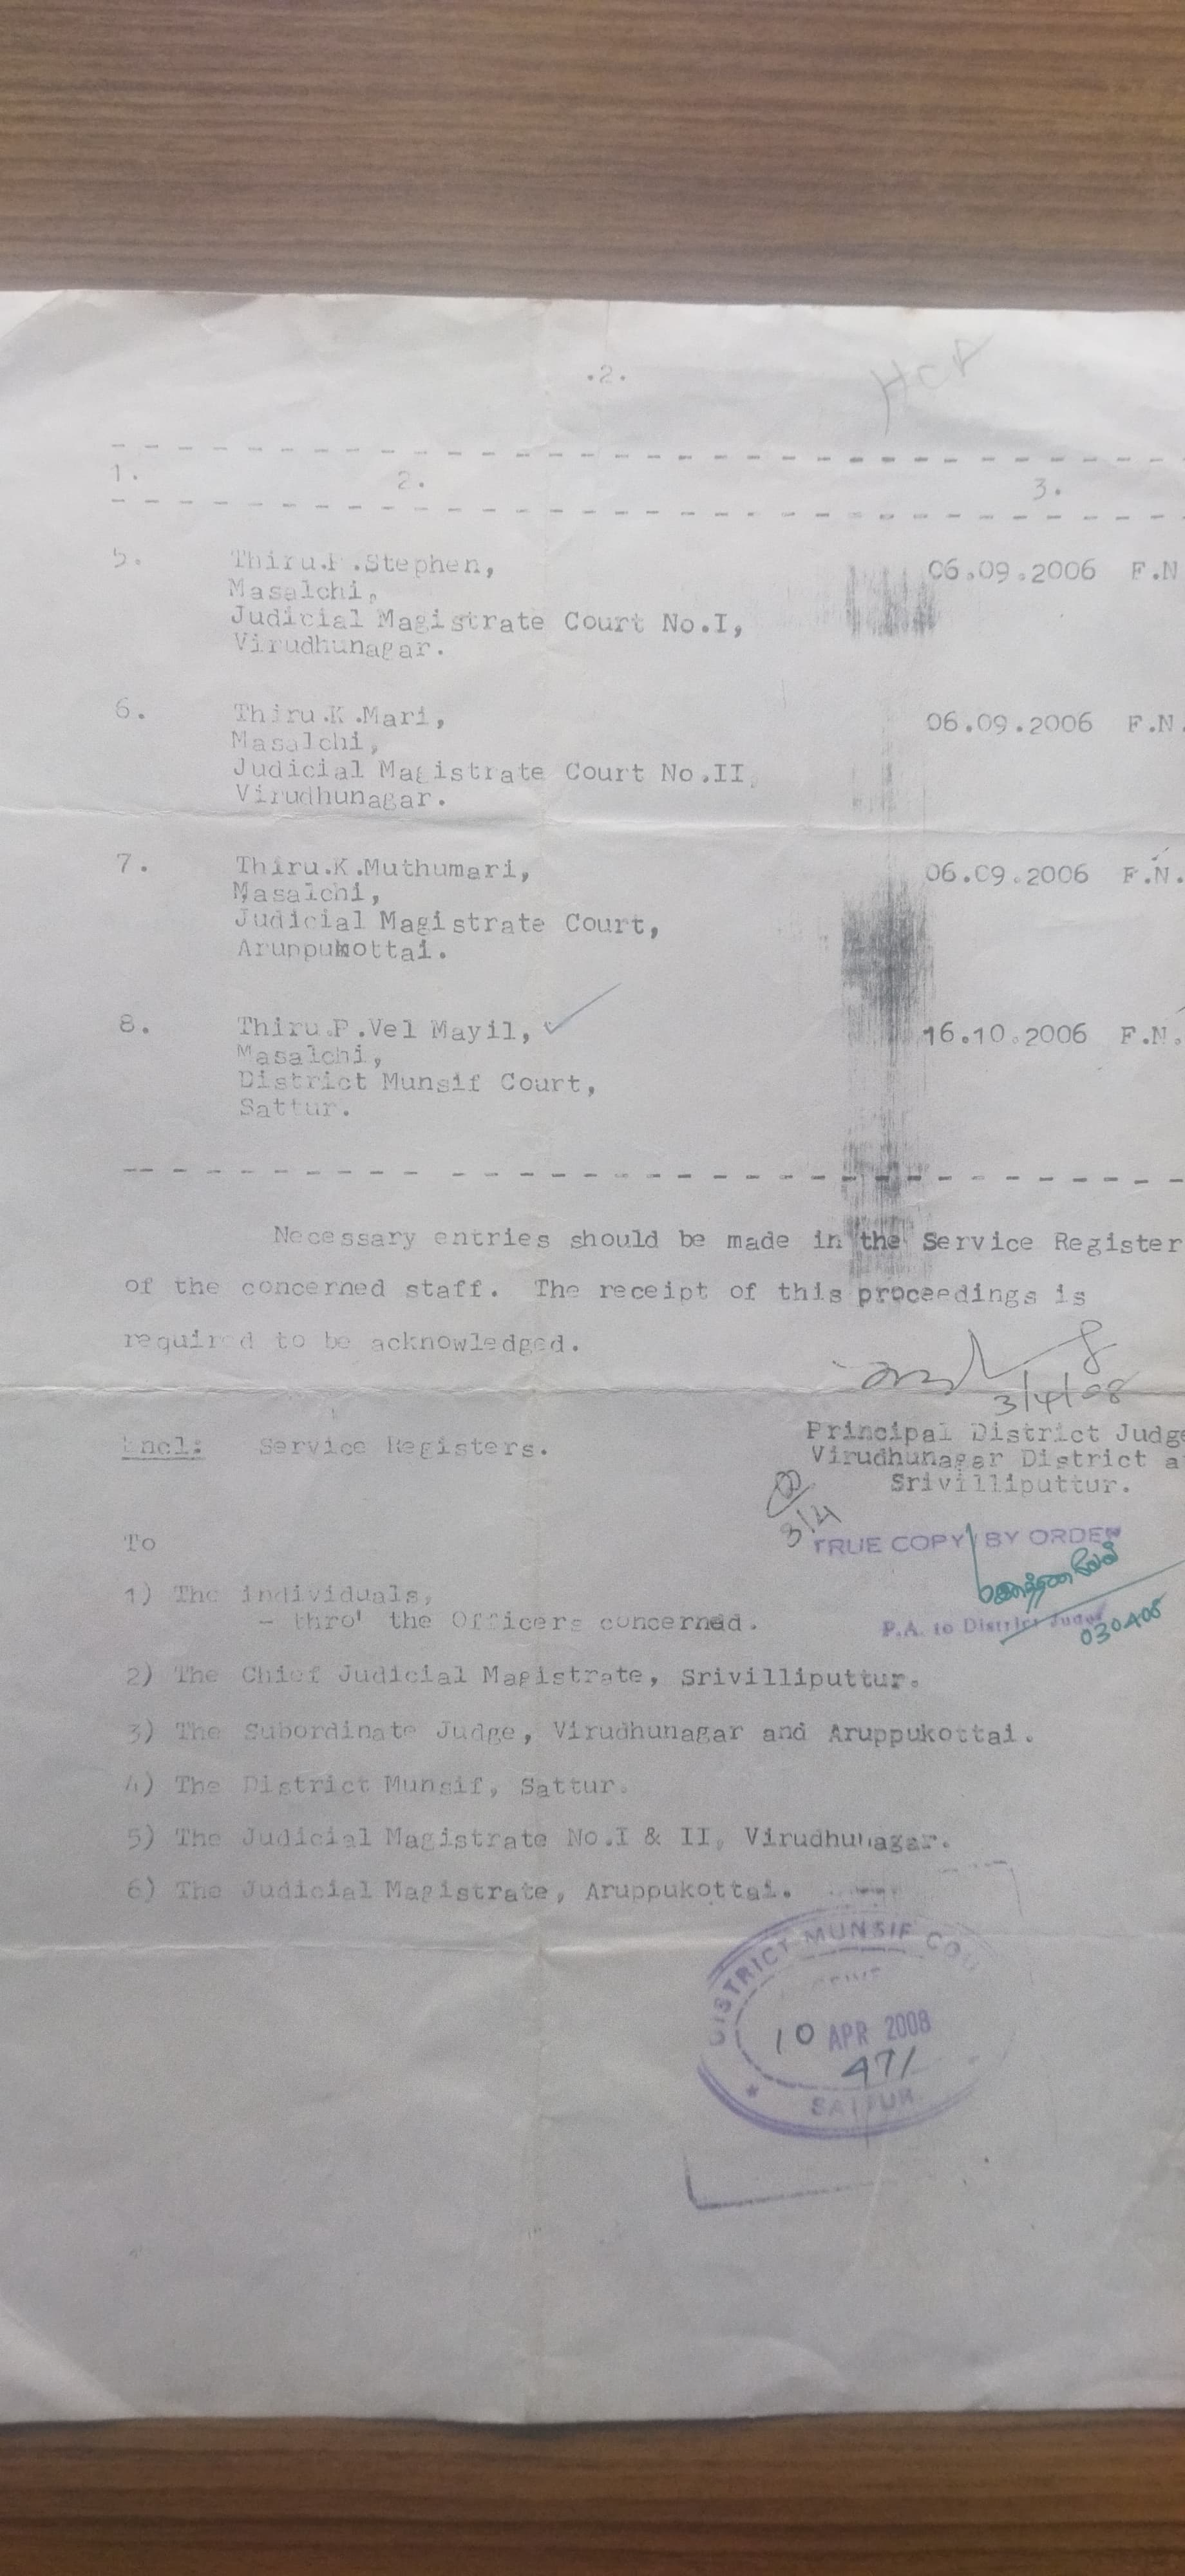 .2.
HCA
1. 2. 3.
5. Thiru.P.Stephen, 06.09.2006 F.N
Masalchi,
Judicial Magistrate Court No.I,
Virudhunagar.
6. Thiru.K.Mari, 06.09.2006 F.N.
Masalchi,
Judicial Magistrate Court No.II,
Virudhunagar.
7. Thiru.K.Muthumari, 06.09.2006 F.N.
Masalchi,
Judicial Magistrate Court,
Aruppukottai.
8. Thiru.P.Vel Mayil, 16.10.2006 F.N.
Masalchi,
District Munsif Court,
Sattur.
Necessary entries should be made in the Service Register
of the concerned staff. The receipt of this proceedings is
required to be acknowledged.
3/4/08
Encl: Service Registers.
Principal District Judge
Virudhunagar District a
Srivilliputtur.
3/4
TRUE COPY BY ORDER
P.A. to District Judge
To
1) The individuals,
- thro' the Officers concerned.
2) The Chief Judicial Magistrate, Srivilliputtur.
3) The Subordinate Judge, Virudhunagar and Aruppukottai.
4) The District Munsif, Sattur.
5) The Judicial Magistrate No.I & II, Virudhunagar.
6) The Judicial Magistrate, Aruppukottai.
DISTRICT MUNSIF COU
10 APR 2008
471
SATTUR